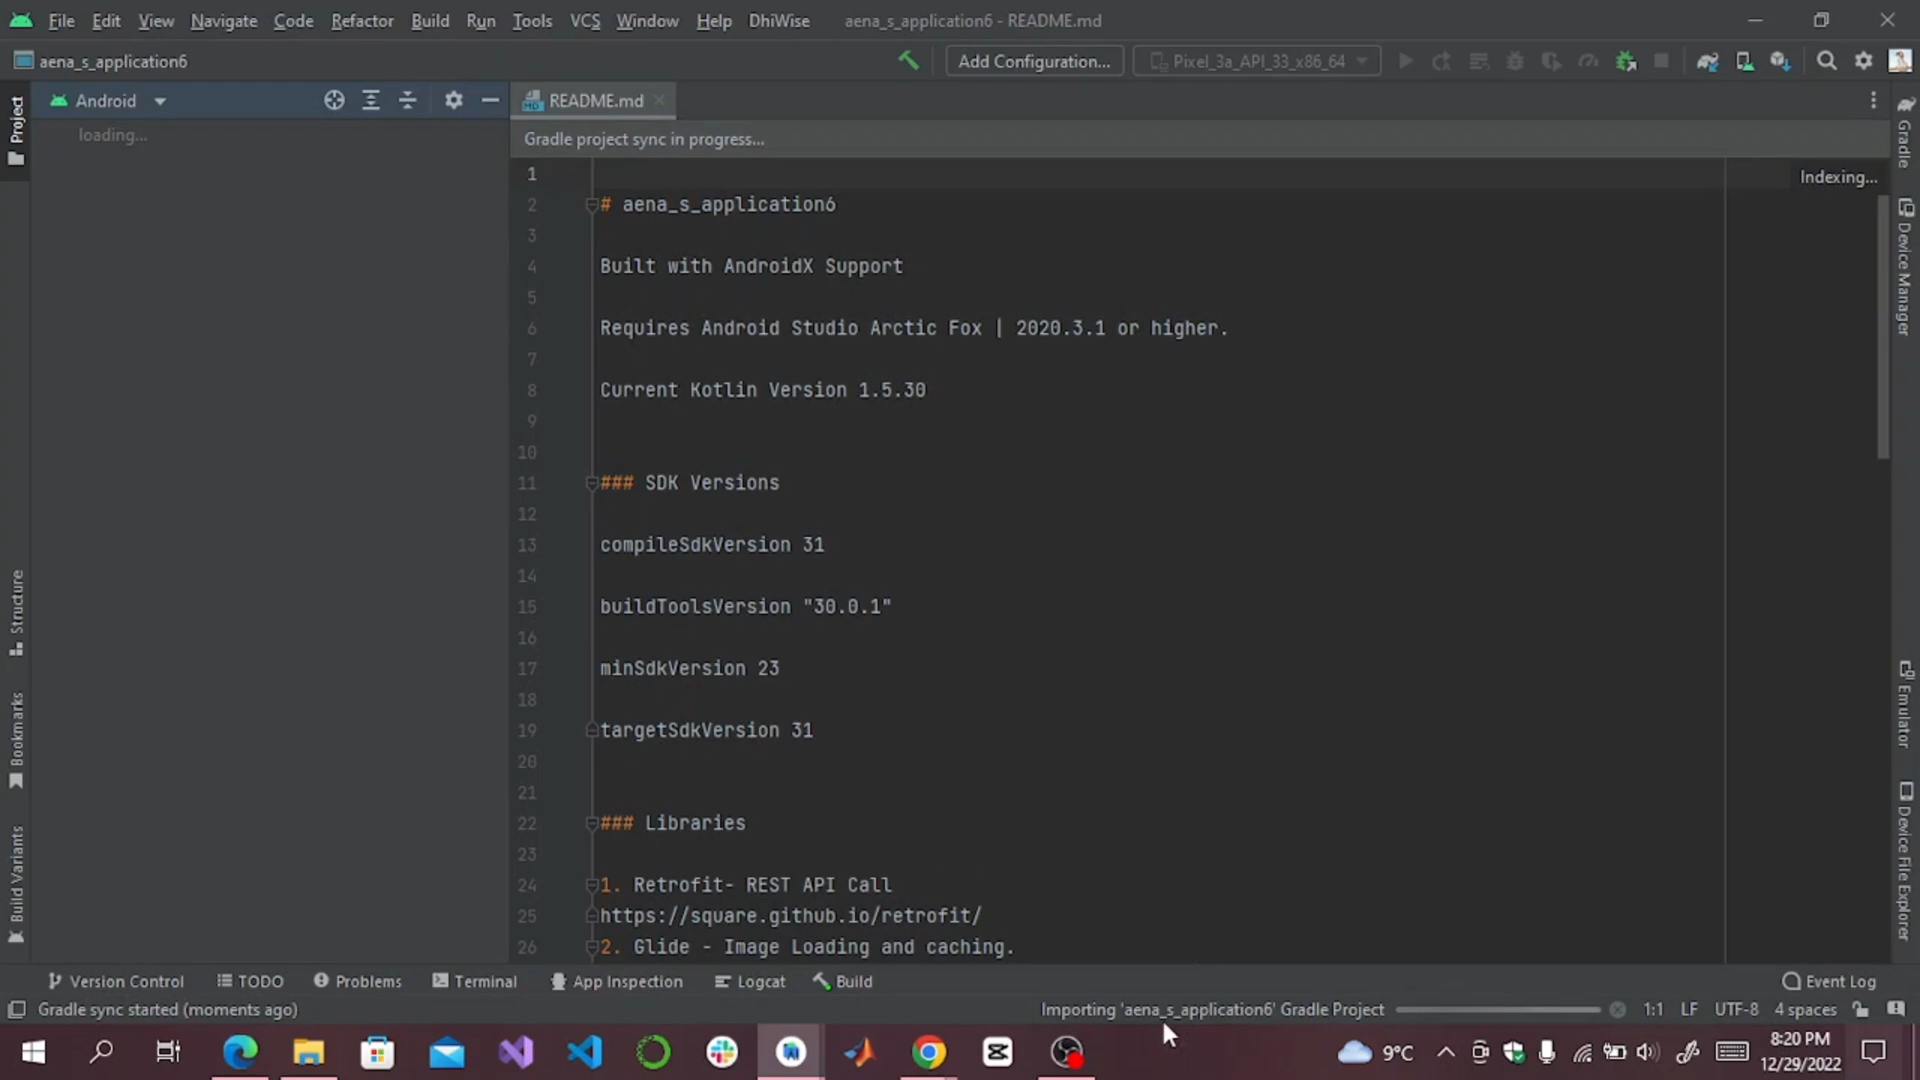 File Edit View Navigate Code Refactor Build Run Tools VCS Window Help DhiWise aena_s_application6 - README.md
aena_s_application6 Add Configuration... Pixel_3a_API_33_x86_64
Android README.md
loading...
Gradle project sync in progress...
Indexing...
1
2 # aena_s_application6
3
4 Built with AndroidX Support
5
6 Requires Android Studio Arctic Fox | 2020.3.1 or higher.
7
8 Current Kotlin Version 1.5.30
9
10
11 ### SDK Versions
12
13 compileSdkVersion 31
14
15 buildToolsVersion "30.0.1"
16
17 minSdkVersion 23
18
19 targetSdkVersion 31
20
21
22 ### Libraries
23
24 1. Retrofit- REST API Call
25 https://square.github.io/retrofit/
26 2. Glide - Image Loading and caching.
Project
Structure
Bookmarks
Build Variants
Gradle
Device Manager
Emulator
Device File Explorer
Version Control TODO Problems Terminal App Inspection Logcat Build Event Log
Gradle sync started (moments ago) Importing 'aena_s_application6' Gradle Project 1:1 LF UTF-8 4 spaces
9°C 8:20 PM
12/29/2022